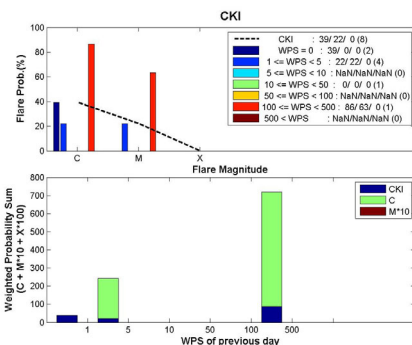 CKI
Flare Prob.(%)
100
80
60
40
20
0
C
M
X
Flare Magnitude
CKI : 39/ 22/ 0 (8)
WPS = 0 : 39/ 0/ 0 (2)
1 <= WPS < 5 : 22/ 22/ 0 (4)
5 <= WPS < 10 : NaN/NaN/NaN (0)
10 <= WPS < 50 : 0/ 0/ 0 (1)
50 <= WPS < 100 : NaN/NaN/NaN (0)
100 <= WPS < 500 : 86/ 63/ 0 (1)
500 < WPS : NaN/NaN/NaN (0)
Weighted Probability Sum
(C + M*10 + X*100)
800
700
600
500
400
300
200
100
0
1
5
10
50
100
500
WPS of previous day
CKI
C
M*10